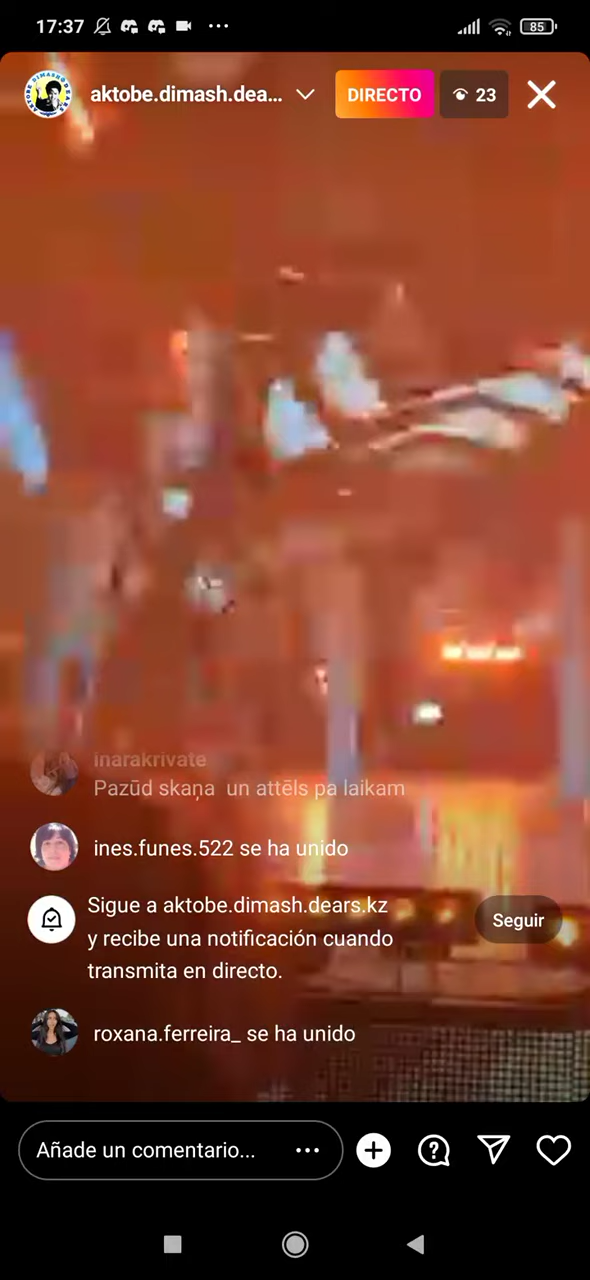 17:37
85
aktobe.dimash.dea...
DIRECTO
23
inarakrivate
Pazūd skaņa un attēls pa laikam
ines.funes.522 se ha unido
Sigue a aktobe.dimash.dears.kz
y recibe una notificación cuando
transmita en directo.
Seguir
roxana.ferreira_ se ha unido
Añade un comentario...